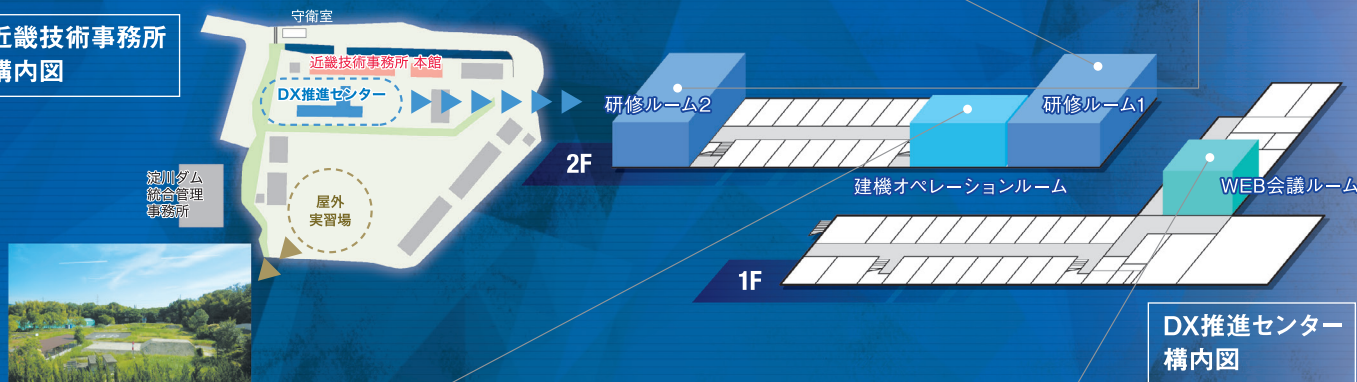 近畿技術事務所
構内図
守衛室
近畿技術事務所 本館
DX推進センター
淀川ダム
統合管理
事務所
屋外
実習場
2F
研修ルーム2
建機オペレーションルーム
研修ルーム1
WEB会議ルーム
1F
DX推進センター
構内図